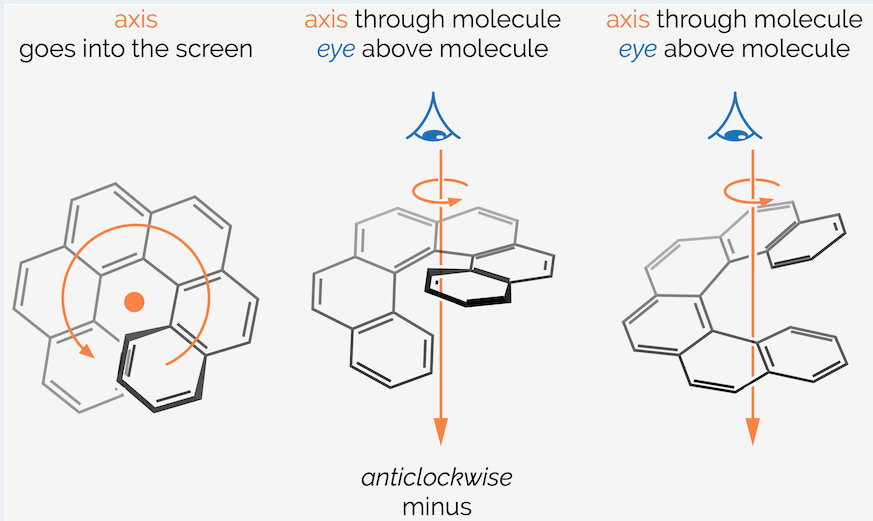 axis
goes into the screen
axis through molecule
eye above molecule
axis through molecule
eye above molecule
anticlockwise
minus